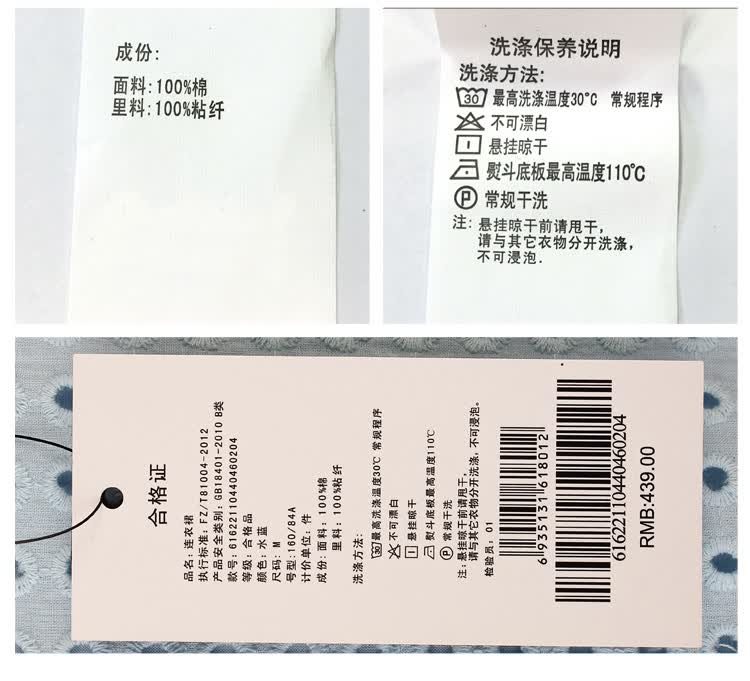 成份:
面料:100%棉
里料:100%粘纤
洗涤保养说明
洗涤方法:
30 最高洗涤温度30°C 常规程序
不可漂白
悬挂晾干
熨斗底板最高温度110℃
P 常规干洗
注: 悬挂晾干前请甩干,
请与其它衣物分开洗涤,
不可浸泡.
合格证
品名: 连衣裙
执行标准: FZ/T81004-2012
产品安全类别: GB18401-2010 B类
款号: 616221104404602​04
等级: 合格品
颜色: 水蓝
尺码: M
号型:160/84A
计价单位: 件
成份: 面料: 100%棉
里料: 100%粘纤
洗涤方法:
30 最高洗涤温度30℃ 常规程序
不可漂白
悬挂晾干
熨斗底板最高温度110℃
P 常规干洗
注: 悬挂晾干前请甩干,
请与其它衣物分开洗涤, 不可浸泡。
检验员: 01
6 935131 618012
61622110440460204
RMB:439.00